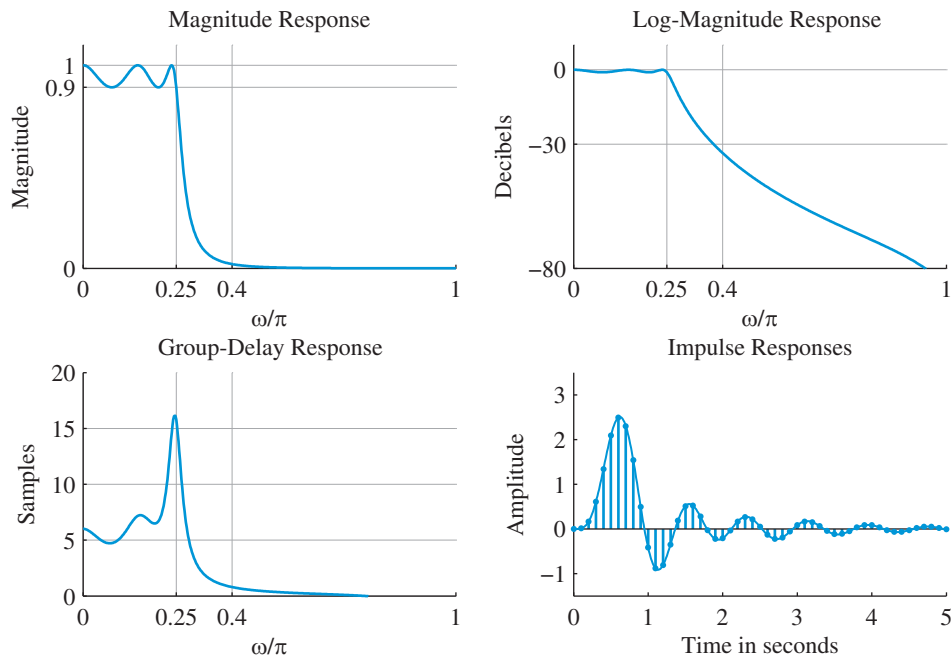 Magnitude Response
Magnitude
1
0.9
0
0 0.25 0.4 1
ω/π
Log-Magnitude Response
Decibels
0
−30
−80
0 0.25 0.4 1
ω/π
Group-Delay Response
Samples
20
15
10
5
0
0 0.25 0.4 1
ω/π
Impulse Responses
Amplitude
3
2
1
0
−1
0 1 2 3 4 5
Time in seconds